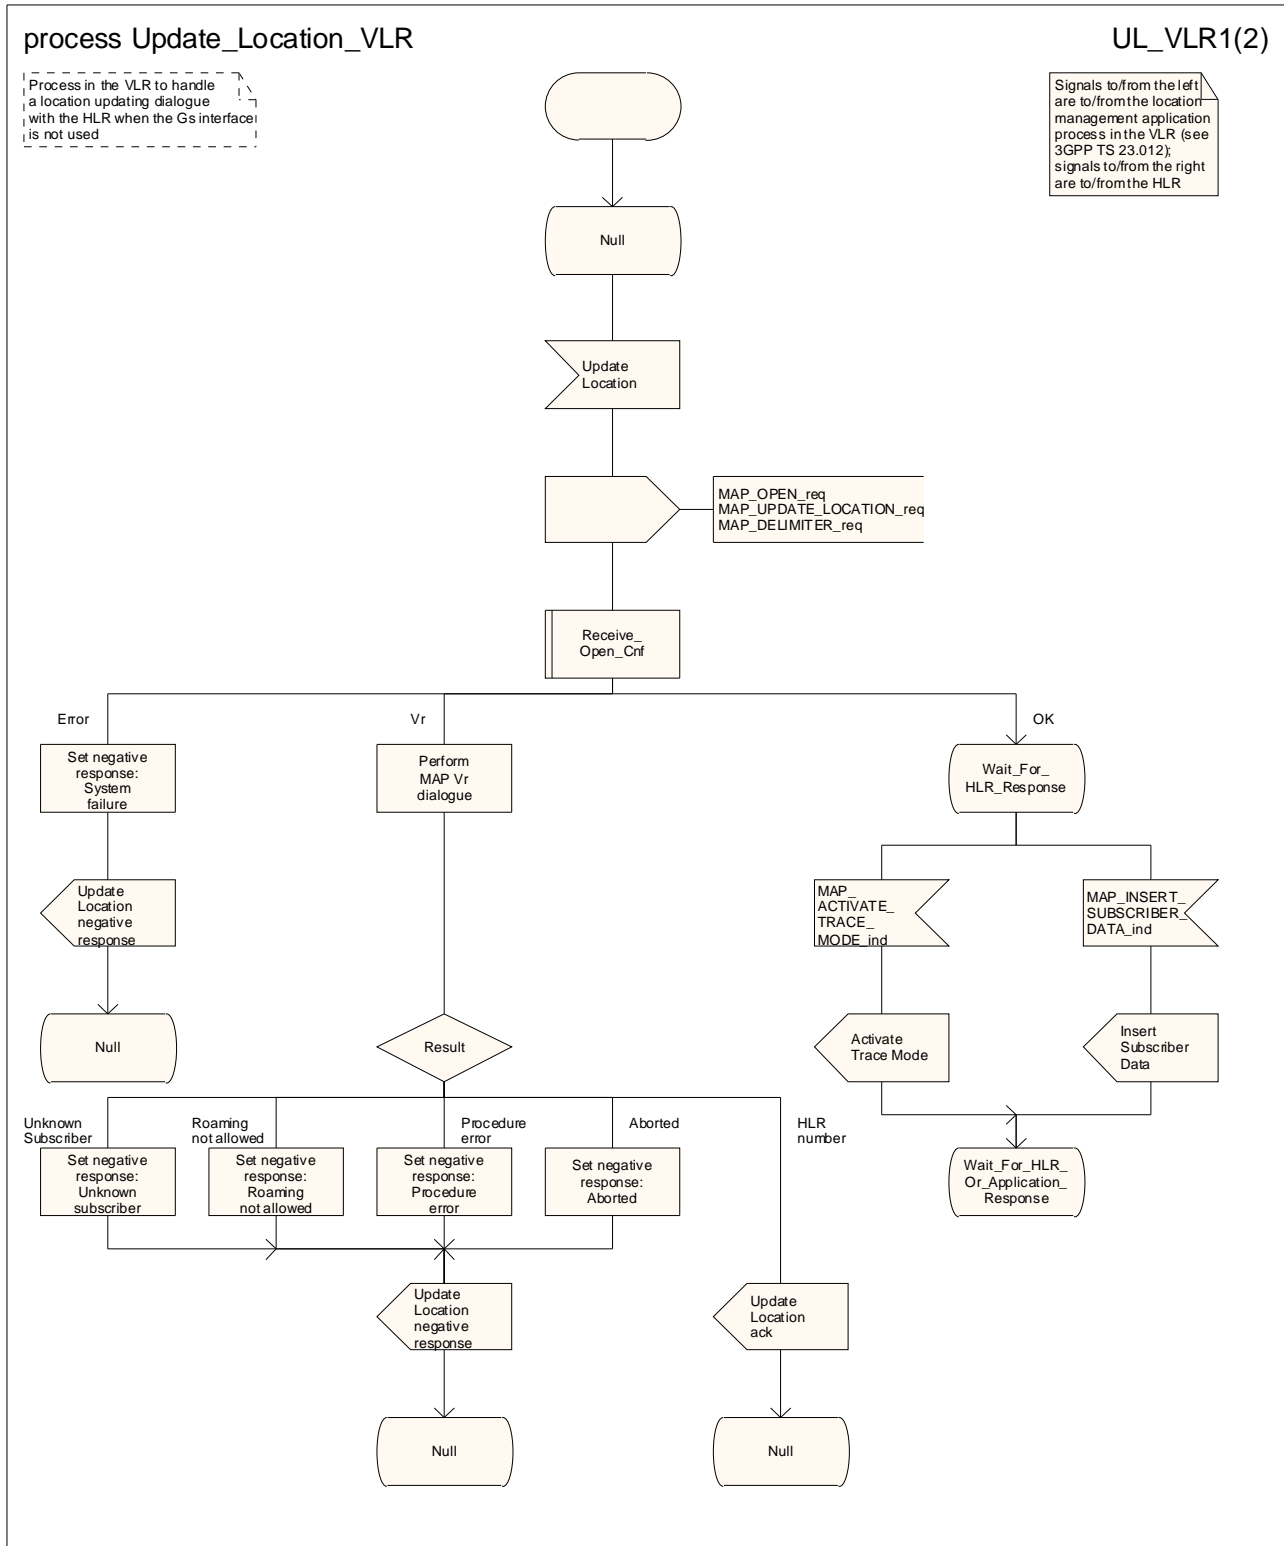 process Update_Location_VLR
UL_VLR1(2)
Process in the VLR to handle
a location updating dialogue
with the HLR when the Gs interface
is not used
Signals to/from the left
are to/from the location
management application
process in the VLR (see
3GPP TS 23.012);
signals to/from the right
are to/from the HLR
Null
Update
Location
MAP_OPEN_req
MAP_UPDATE_LOCATION_req
MAP_DELIMITER_req
Receive_
Open_Cnf
Error
Vr
OK
Set negative
response:
System
failure
Perform
MAP Vr
dialogue
Wait_For_
HLR_Response
Update
Location
negative
response
MAP_
ACTIVATE_
TRACE_
MODE_ind
MAP_INSERT_
SUBSCRIBER_
DATA_ind
Null
Result
Activate
Trace Mode
Insert
Subscriber
Data
Unknown
Subscriber
Roaming
not allowed
Procedure
error
Aborted
HLR
number
Set negative
response:
Unknown
subscriber
Set negative
response:
Roaming
not allowed
Set negative
response:
Procedure
error
Set negative
response:
Aborted
Wait_For_HLR_
Or_Application_
Response
Update
Location
negative
response
Update
Location
ack
Null
Null